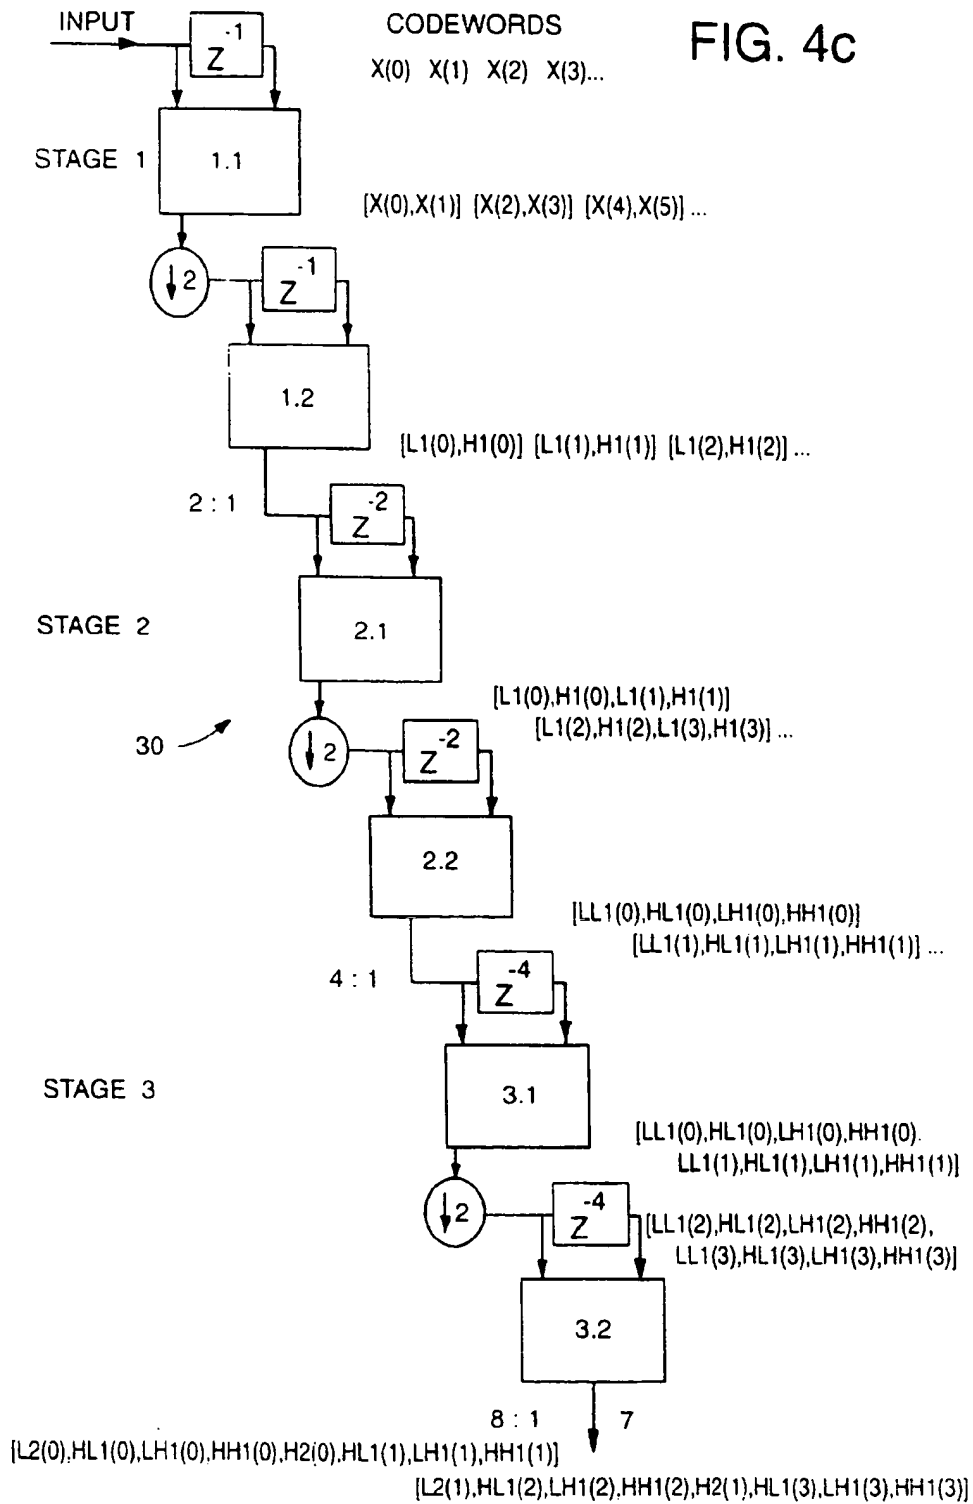 INPUT
Z-1
CODEWORDS
FIG. 4c
X(0) X(1) X(2) X(3)...
STAGE 1
1.1
[X(0),X(1)] [X(2),X(3)] [X(4),X(5)] ...
↓2
Z-1
1.2
[L1(0),H1(0)] [L1(1),H1(1)] [L1(2),H1(2)] ...
2 : 1
Z-2
STAGE 2
2.1
[L1(0),H1(0),L1(1),H1(1)]
[L1(2),H1(2),L1(3),H1(3)] ...
30
↓2
Z-2
2.2
[LL1(0),HL1(0),LH1(0),HH1(0)]
[LL1(1),HL1(1),LH1(1),HH1(1)] ...
4 : 1
Z-4
STAGE 3
3.1
[LL1(0),HL1(0),LH1(0),HH1(0).
LL1(1),HL1(1),LH1(1),HH1(1)]
↓2
Z-4
[LL1(2),HL1(2),LH1(2),HH1(2),
LL1(3),HL1(3),LH1(3),HH1(3)]
3.2
8 : 1
7
[L2(0),HL1(0),LH1(0),HH1(0),H2(0),HL1(1),LH1(1),HH1(1)]
[L2(1),HL1(2),LH1(2),HH1(2),H2(1),HL1(3),LH1(3),HH1(3)]